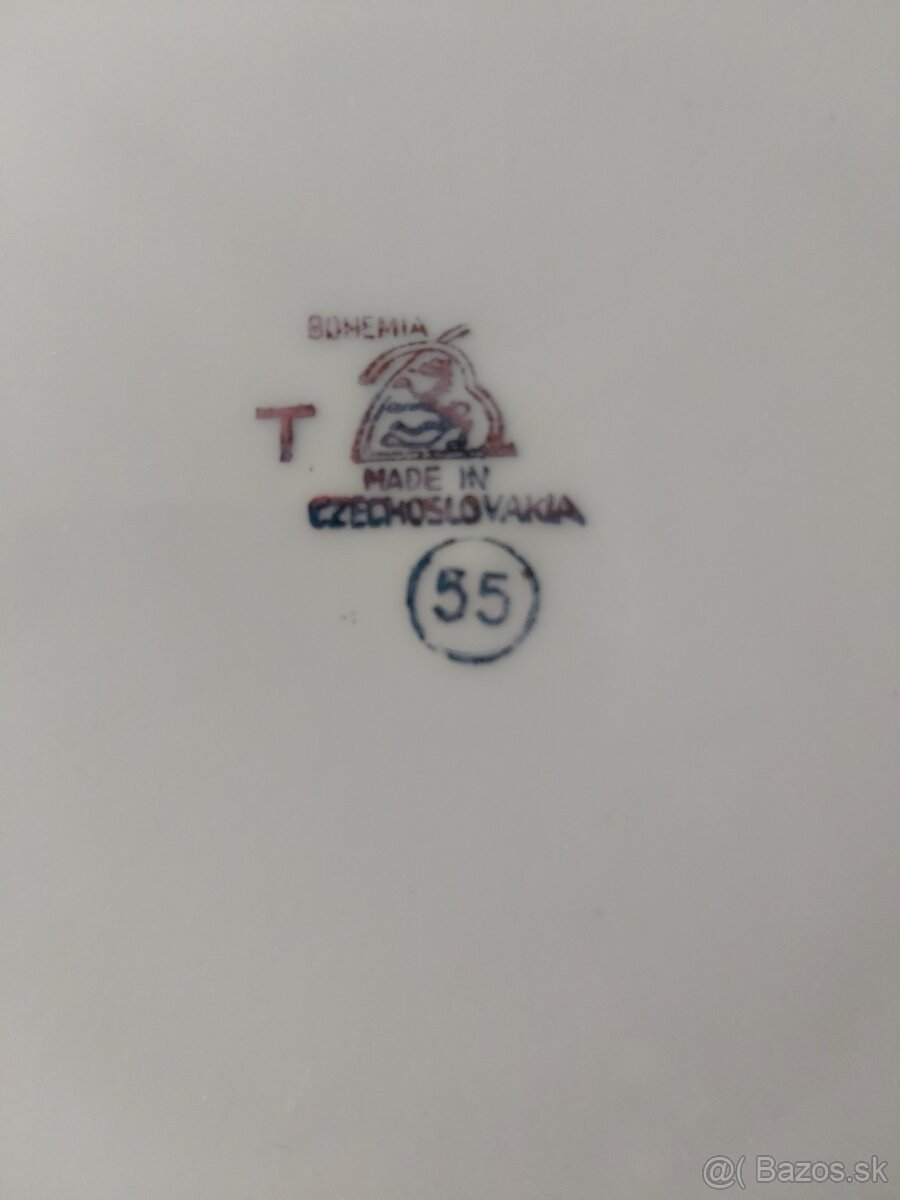 BOHEMIA
T
MADE IN
CZECHOSLOVAKIA
55
@( Bazos.sk